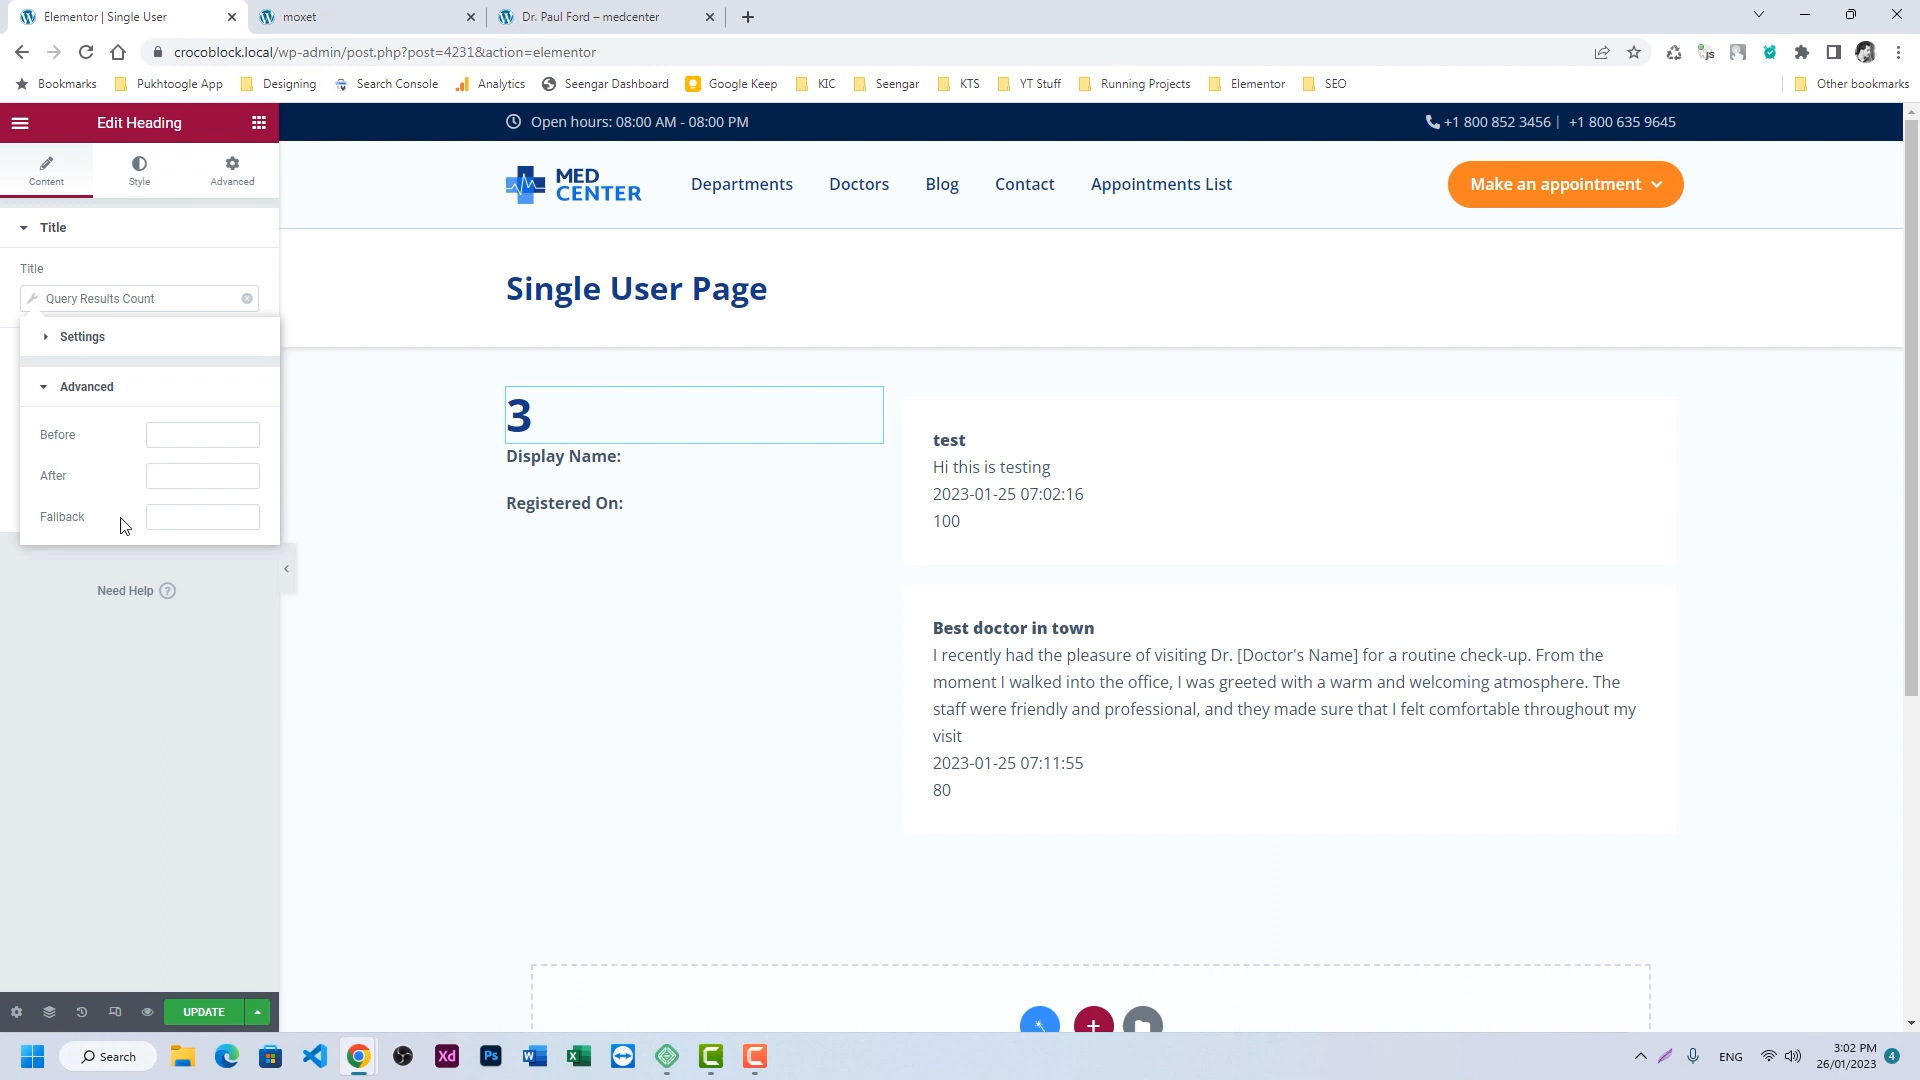 Elementor | Single User
moxet
Dr. Paul Ford – medcenter
crocoblock.local/wp-admin/post.php?post=4231&action=elementor
Bookmarks
Pukhtoogle App
Designing
Search Console
Analytics
Seengar Dashboard
Google Keep
KIC
Seengar
KTS
YT Stuff
Running Projects
Elementor
SEO
Other bookmarks
Edit Heading
Content
Style
Advanced
Title
Title
Query Results Count
Settings
Advanced
Before
After
Fallback
Need Help ?
UPDATE
Open hours: 08:00 AM - 08:00 PM
+1 800 852 3456 | +1 800 635 9645
MED
CENTER
Departments
Doctors
Blog
Contact
Appointments List
Make an appointment
Single User Page
3
Display Name:
Registered On:
test
Hi this is testing
2023-01-25 07:02:16
100
Best doctor in town
I recently had the pleasure of visiting Dr. [Doctor's Name] for a routine check-up. From the
moment I walked into the office, I was greeted with a warm and welcoming atmosphere. The
staff were friendly and professional, and they made sure that I felt comfortable throughout my
visit
2023-01-25 07:11:55
80
Search
Xd
Ps
ENG
3:02 PM
26/01/2023
4